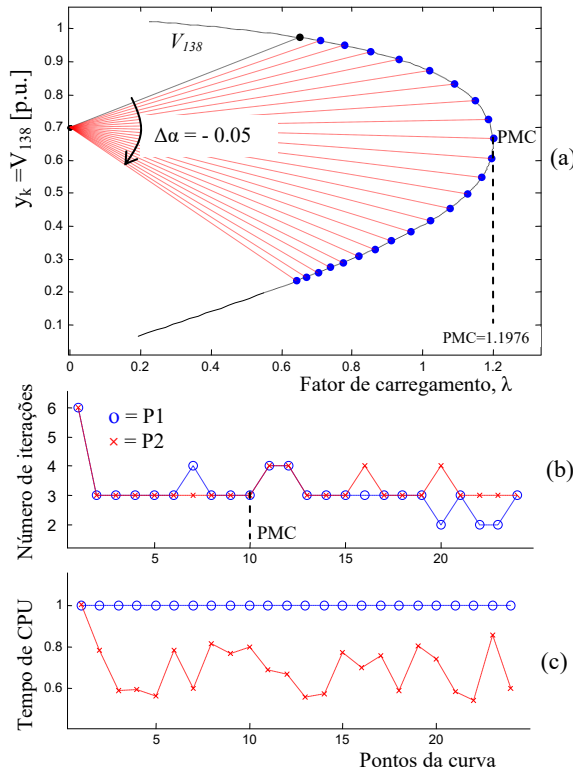 (a)
y_k =V_138 [p.u.]
1
0.9
0.8
0.7
0.6
0.5
0.4
0.3
0.2
0.1
V_138
Δα = - 0.05
PMC
PMC=1.1976
0 0.2 0.4 0.6 0.8 1 1.2
Fator de carregamento, λ
(b)
Número de iterações
6
5
4
3
2
o = P1
× = P2
PMC
5 10 15 20
(c)
Tempo de CPU
1
0.8
0.6
5 10 15 20
Pontos da curva